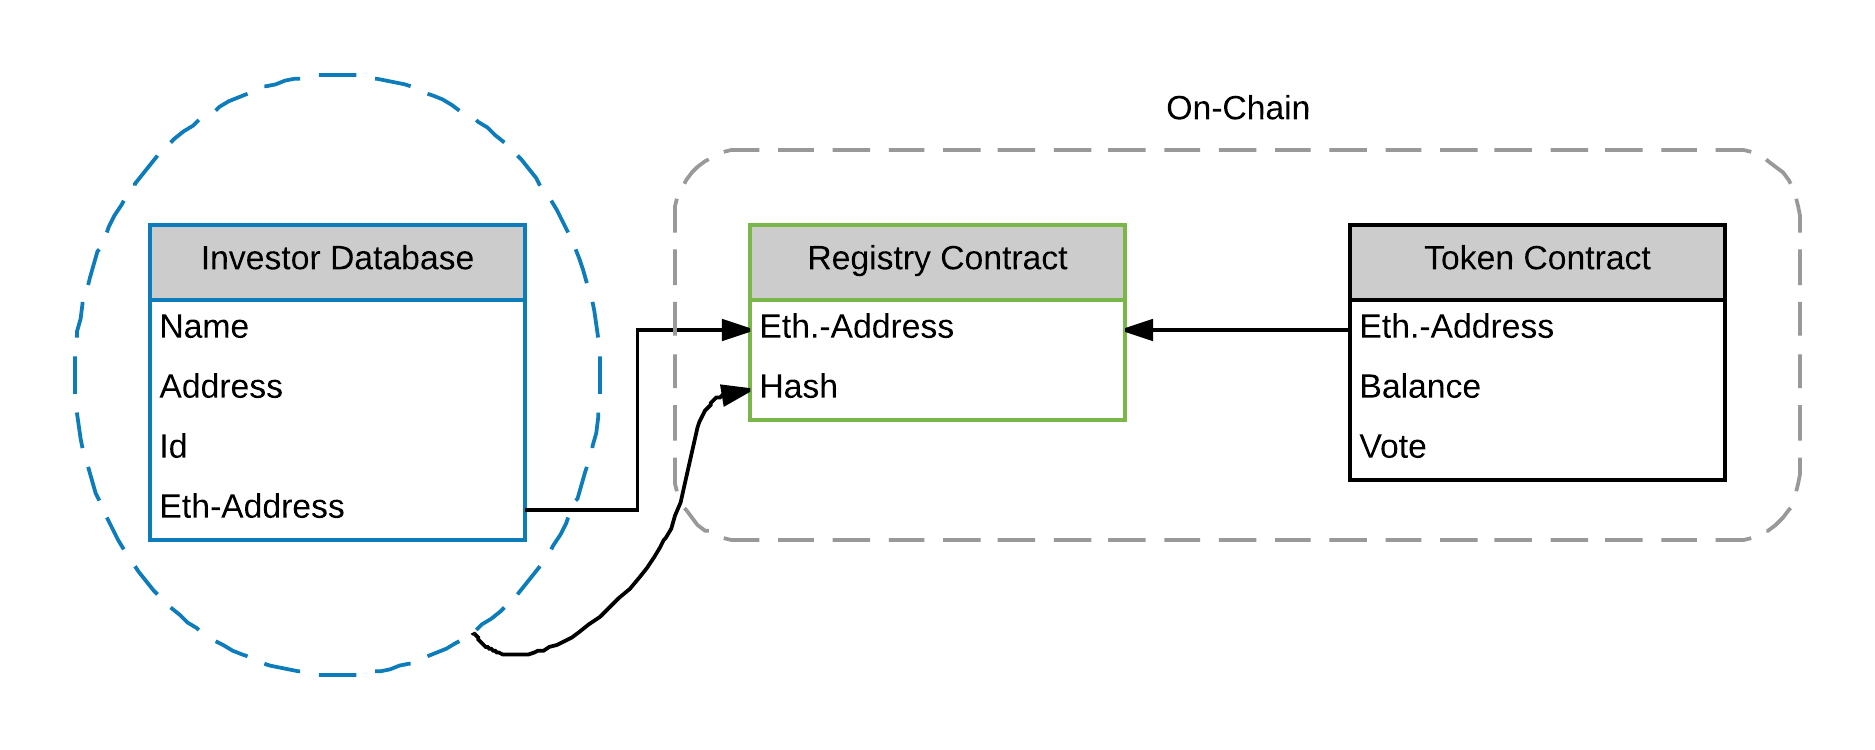 On-Chain
Investor Database
Name
Address
Id
Eth-Address
Registry Contract
Eth.-Address
Hash
Token Contract
Eth.-Address
Balance
Vote